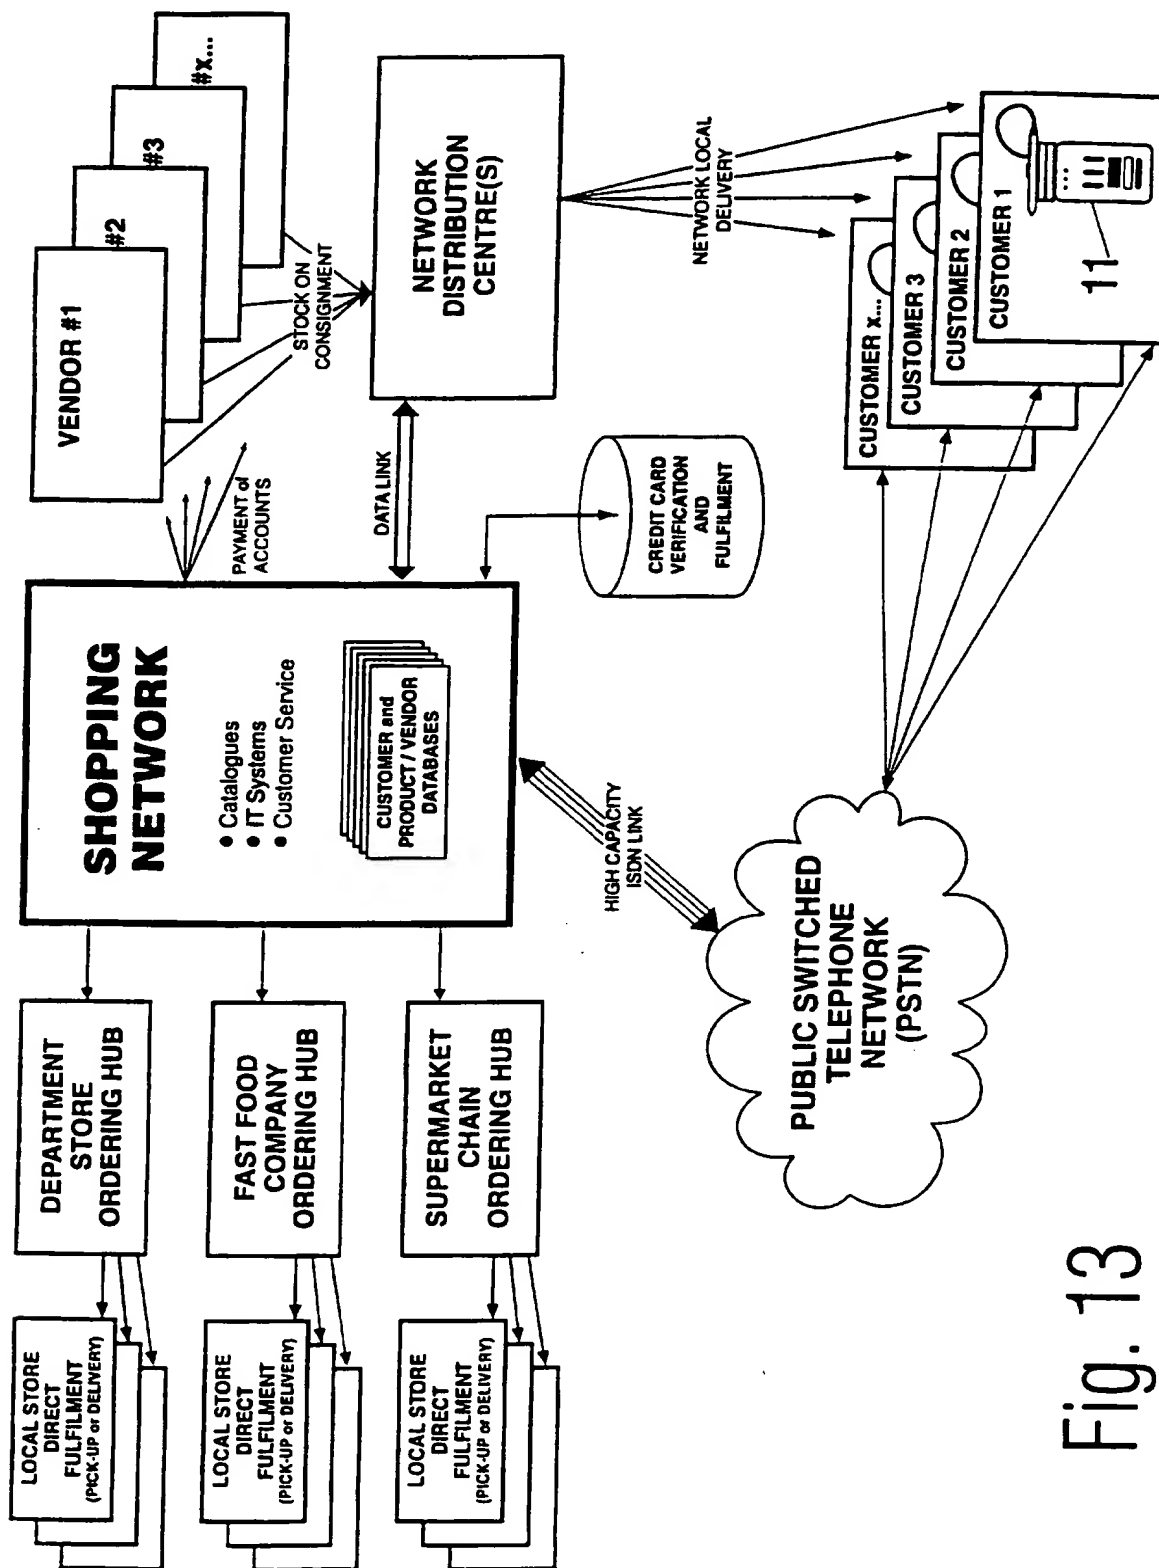 LOCAL STORE
DIRECT
FULFILMENT
(PICK-UP or DELIVERY)
DEPARTMENT
STORE
ORDERING HUB
SHOPPING
NETWORK
• Catalogues
• IT Systems
• Customer Service
CUSTOMER and
PRODUCT / VENDOR
DATABASES
PAYMENT of
ACCOUNTS
VENDOR #1
#2
#3
#x...
STOCK ON
CONSIGNMENT
LOCAL STORE
DIRECT
FULFILMENT
(PICK-UP or DELIVERY)
FAST FOOD
COMPANY
ORDERING HUB
DATA LINK
NETWORK
DISTRIBUTION
CENTRE(S)
LOCAL STORE
DIRECT
FULFILMENT
(PICK-UP or DELIVERY)
SUPERMARKET
CHAIN
ORDERING HUB
HIGH CAPACITY
ISDN LINK
CREDIT CARD
VERIFICATION
AND
FULFILMENT
NETWORK LOCAL
DELIVERY
PUBLIC SWITCHED
TELEPHONE
NETWORK
(PSTN)
CUSTOMER x...
CUSTOMER 3
CUSTOMER 2
CUSTOMER 1
11
Fig. 13